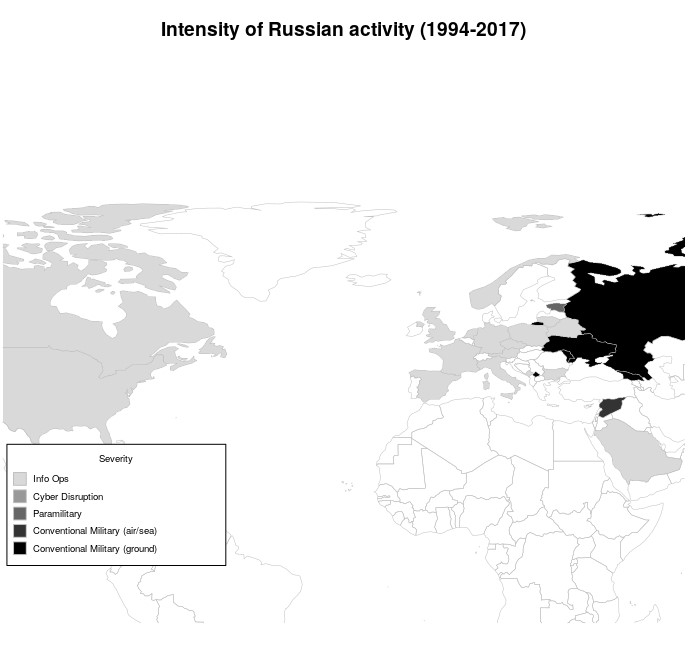 Intensity of Russian activity (1994-2017)
Severity
Info Ops
Cyber Disruption
Paramilitary
Conventional Military (air/sea)
Conventional Military (ground)